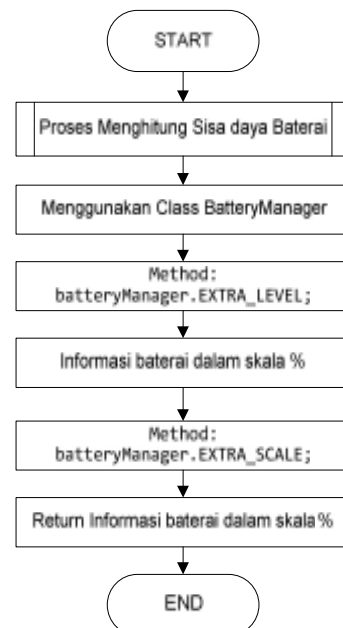 START
Proses Menghitung Sisa daya Baterai
Menggunakan Class BatteryManager
Method:
batteryManager.EXTRA_LEVEL;
Informasi baterai dalam skala %
Method:
batteryManager.EXTRA_SCALE;
Return Informasi baterai dalam skala %
END